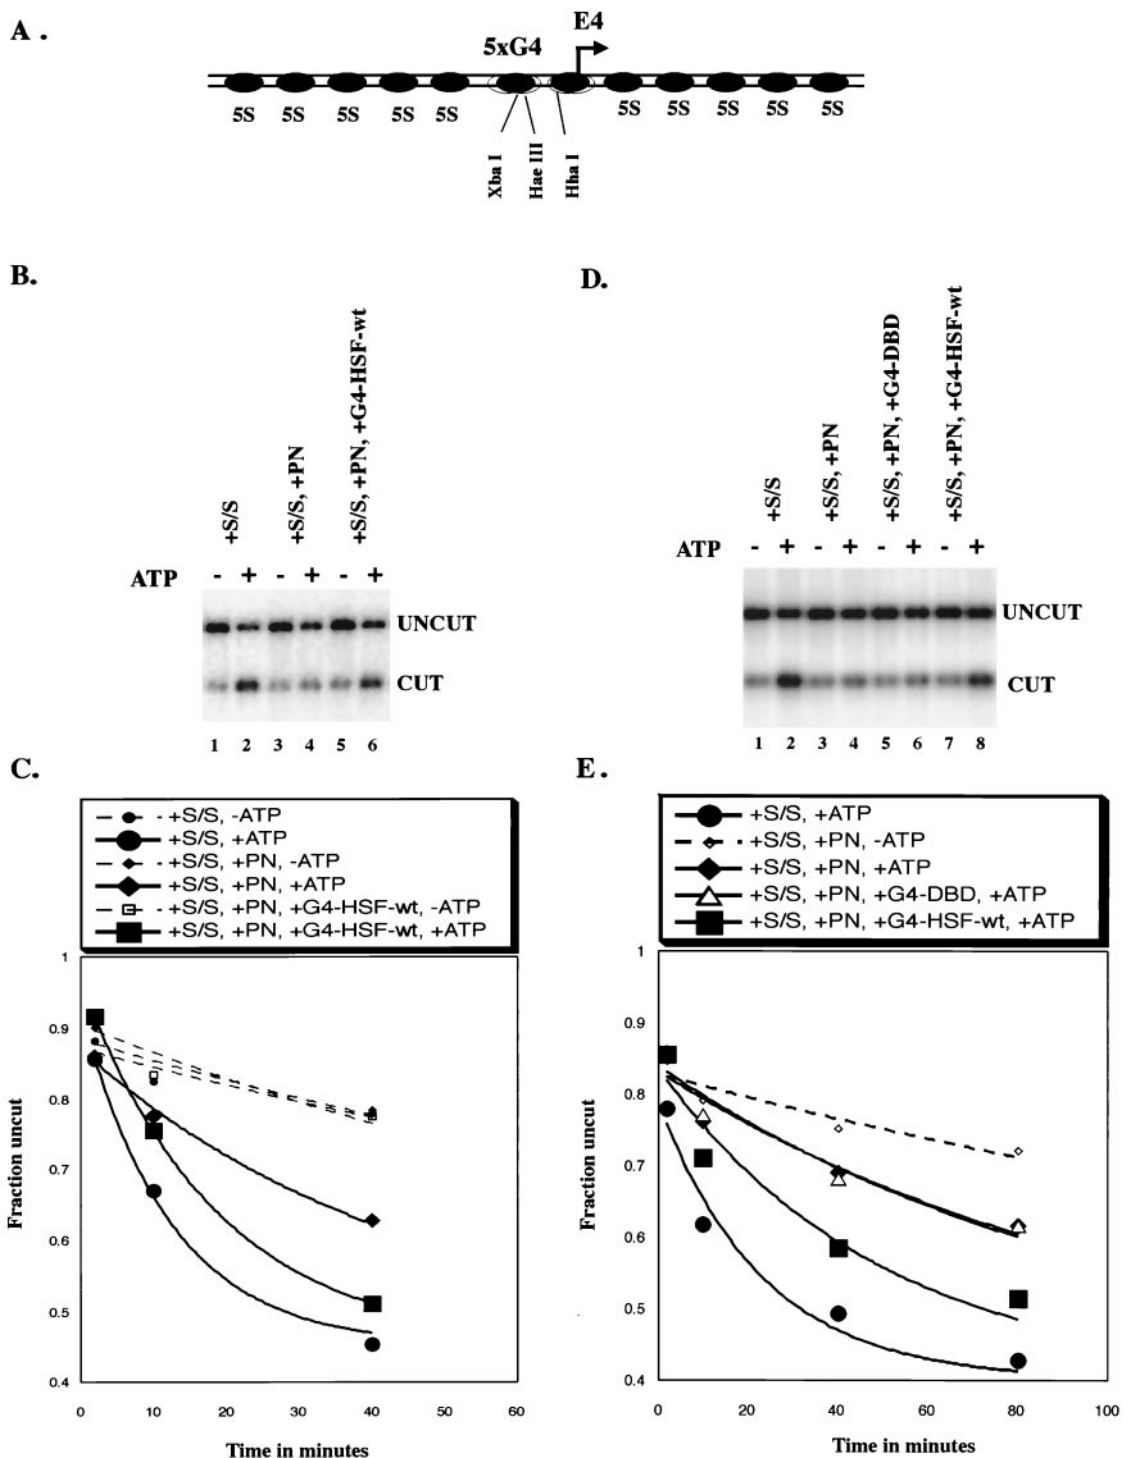 A .
E4
5xG4
5S 5S 5S 5S 5S 5S 5S 5S 5S 5S
Xba I
Hae III
Hha I
B.
+S/S
+S/S, +PN
+S/S, +PN, +G4-HSF-wt
ATP - + - + - +
UNCUT
CUT
1 2 3 4 5 6
D.
+S/S
+S/S, +PN
+S/S, +PN, +G4-DBD
+S/S, +PN, +G4-HSF-wt
ATP - + - + - + - +
UNCUT
CUT
1 2 3 4 5 6 7 8
C.
+S/S, -ATP
+S/S, +ATP
+S/S, +PN, -ATP
+S/S, +PN, +ATP
+S/S, +PN, +G4-HSF-wt, -ATP
+S/S, +PN, +G4-HSF-wt, +ATP
1
0.9
0.8
0.7
0.6
0.5
0.4
Fraction uncut
0 10 20 30 40 50 60
Time in minutes
E.
+S/S, +ATP
+S/S, +PN, -ATP
+S/S, +PN, +ATP
+S/S, +PN, +G4-DBD, +ATP
+S/S, +PN, +G4-HSF-wt, +ATP
1
0.9
0.8
0.7
0.6
0.5
0.4
Fraction uncut
0 20 40 60 80 100
Time in minutes